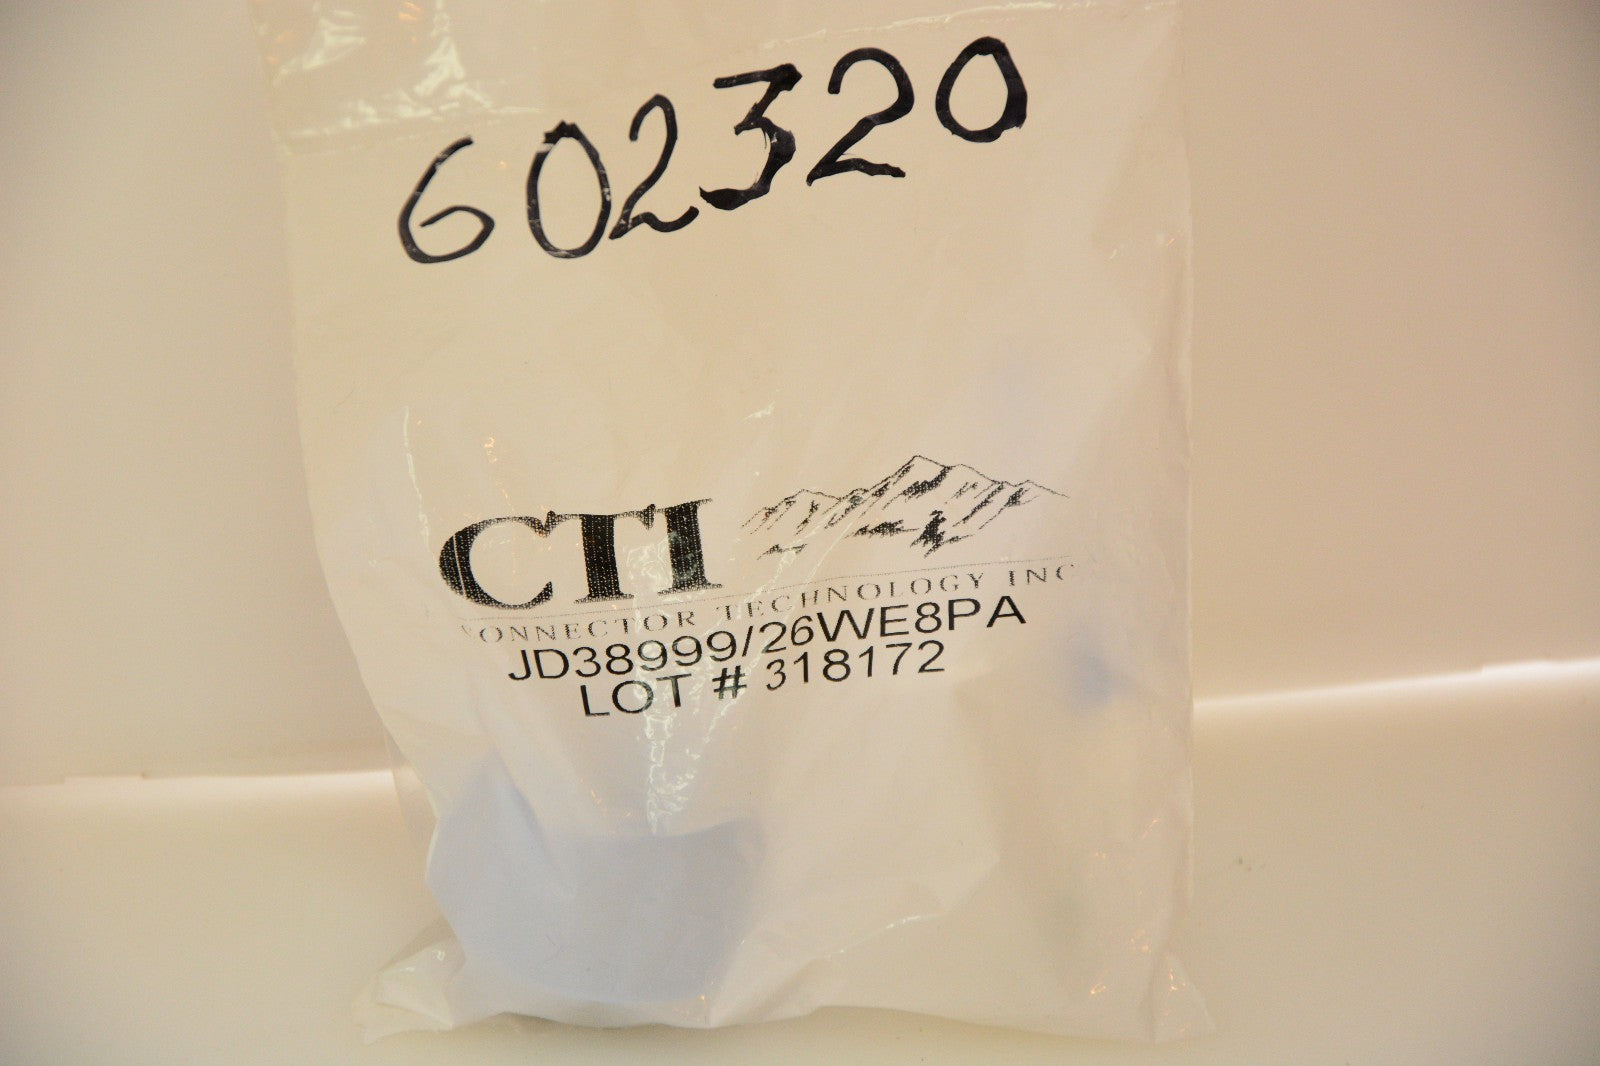 602320
CTI
CONNECTOR TECHNOLOGY INC
JD38999/26WE8PA
LOT # 318172